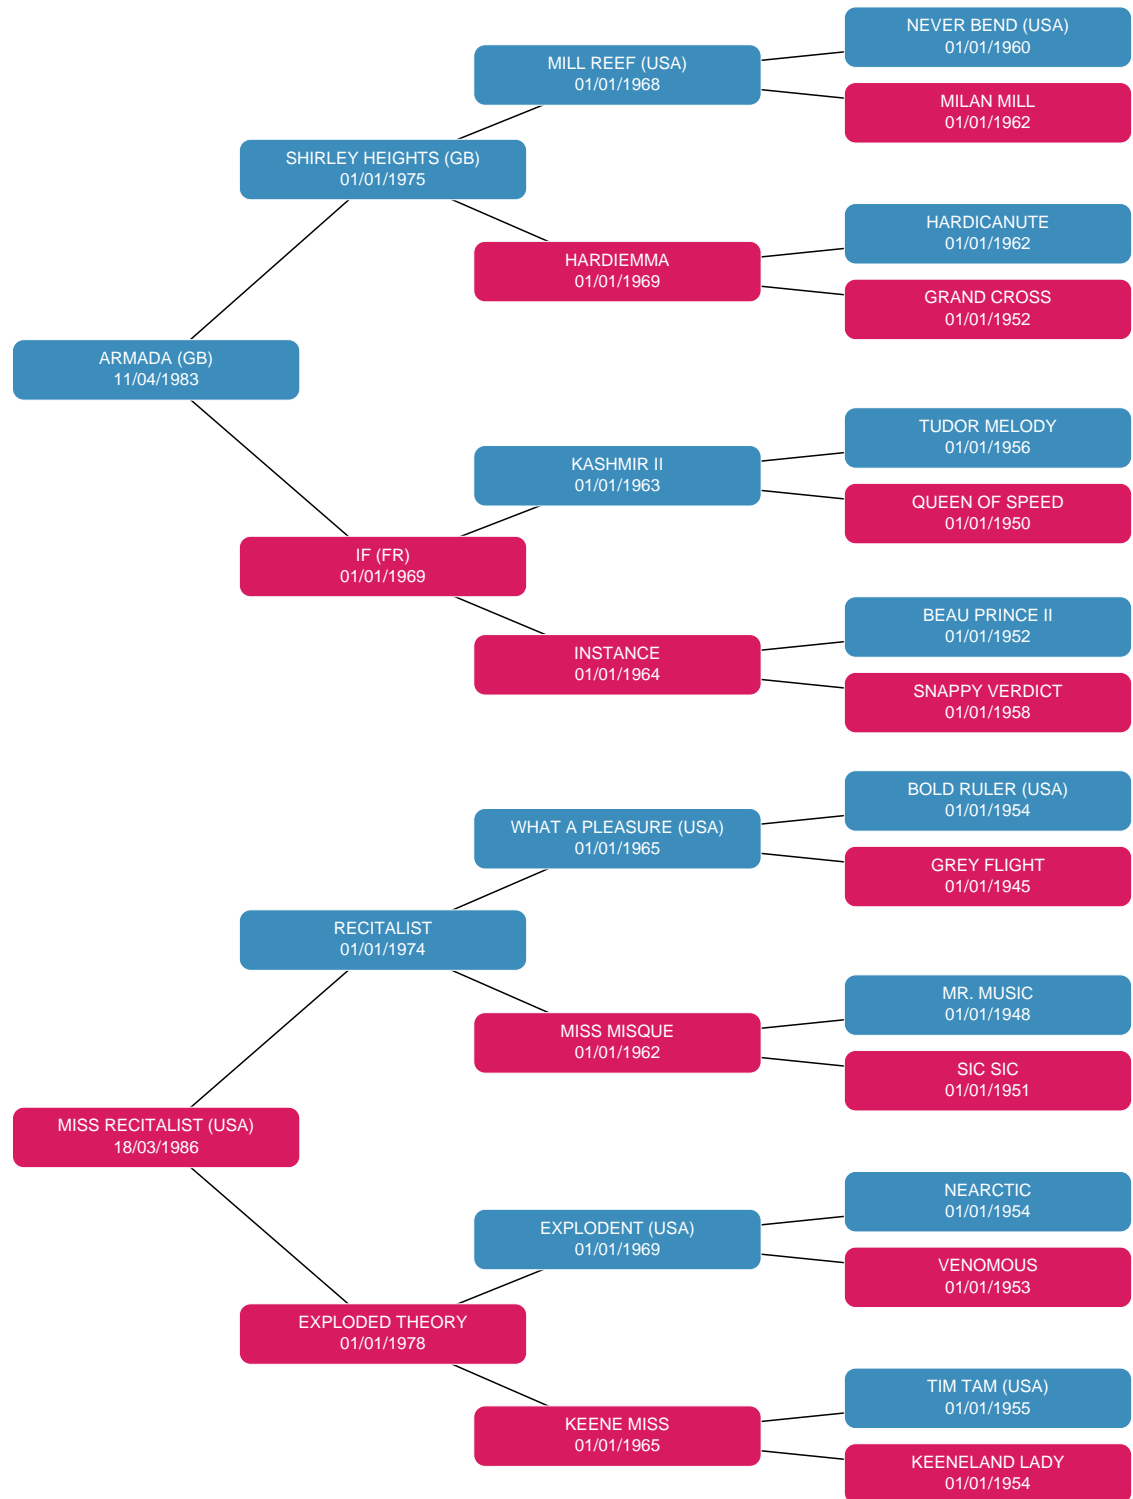 NEVER BEND (USA)
01/01/1960
MILL REEF (USA)
01/01/1968
MILAN MILL
01/01/1962
SHIRLEY HEIGHTS (GB)
01/01/1975
HARDICANUTE
01/01/1962
HARDIEMMA
01/01/1969
GRAND CROSS
01/01/1952
ARMADA (GB)
11/04/1983
TUDOR MELODY
01/01/1956
KASHMIR II
01/01/1963
QUEEN OF SPEED
01/01/1950
IF (FR)
01/01/1969
BEAU PRINCE II
01/01/1952
INSTANCE
01/01/1964
SNAPPY VERDICT
01/01/1958
BOLD RULER (USA)
01/01/1954
WHAT A PLEASURE (USA)
01/01/1965
GREY FLIGHT
01/01/1945
RECITALIST
01/01/1974
MR. MUSIC
01/01/1948
MISS MISQUE
01/01/1962
SIC SIC
01/01/1951
MISS RECITALIST (USA)
18/03/1986
NEARCTIC
01/01/1954
EXPLODENT (USA)
01/01/1969
VENOMOUS
01/01/1953
EXPLODED THEORY
01/01/1978
TIM TAM (USA)
01/01/1955
KEENE MISS
01/01/1965
KEENELAND LADY
01/01/1954